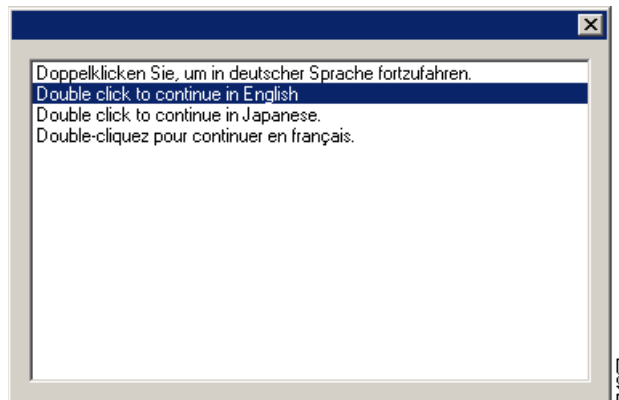 Doppelklicken Sie, um in deutscher Sprache fortzufahren.
Double click to continue in English
Double click to continue in Japanese.
Double-cliquez pour continuer en français.